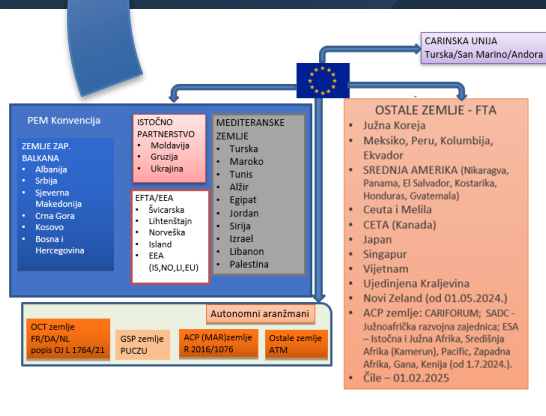 CARINSKA UNIJA
Turska/San Marino/Andora
PEM Konvencija
ZEMLJE ZAP.
BALKANA
• Albanija
• Srbija
• Sjeverna
Makedonija
• Crna Gora
• Kosovo
• Bosna i
Hercegovina
ISTOČNO
PARTNERSTVO
• Moldavija
• Gruzija
• Ukrajina
EFTA/EEA
• Švicarska
• Lihtenštajn
• Norveška
• Island
• EEA
(IS,NO,LI,EU)
MEDITERANSKE
ZEMLJE
• Turska
• Maroko
• Tunis
• Alžir
• Egipat
• Jordan
• Sirija
• Izrael
• Libanon
• Palestina
OSTALE ZEMLJE - FTA
• Južna Koreja
• Meksiko, Peru, Kolumbija,
Ekvador
• SREDNJA AMERIKA (Nikaragva,
Panama, El Salvador, Kostarika,
Honduras, Gvatemala)
• Ceuta i Melila
• CETA (Kanada)
• Japan
• Singapur
• Vijetnam
• Ujedinjena Kraljevina
• Novi Zeland (od 01.05.2024.)
• ACP zemlje: CARIFORUM; SADC -
Južnoafrička razvojna zajednica; ESA
– Istočna i Južna Afrika, Središnja
Afrika (Kamerun), Pacific, Zapadna
Afrika, Gana, Kenija (od 1.7.2024.).
• Čile – 01.02.2025
Autonomni aranžmani
OCT zemlje
FR/DA/NL
popis OJ L 1764/21
GSP zemlje
PUCZU
ACP (MAR)zemlje
R 2016/1076
Ostale zemlje
ATM